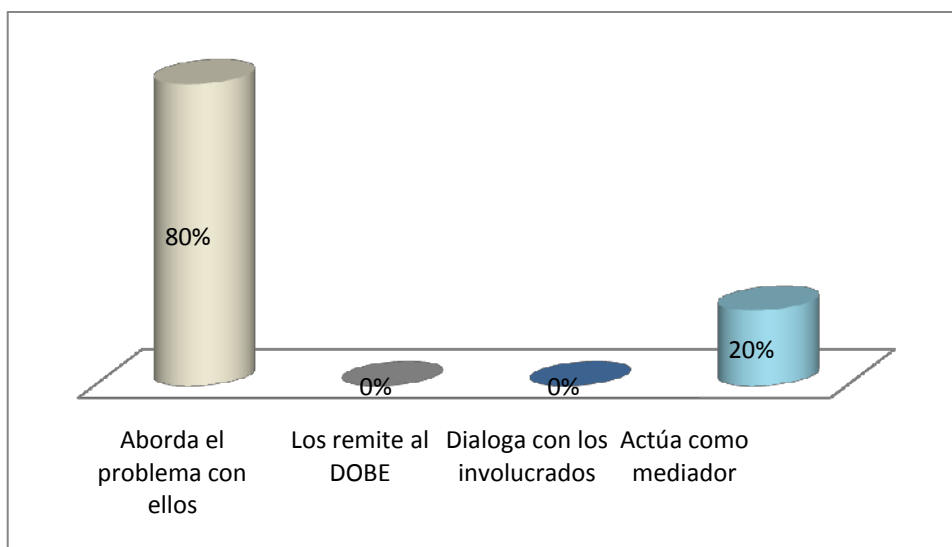 80%
0%
0%
20%
Aborda el
problema con
ellos
Los remite al
DOBE
Dialoga con los
involucrados
Actúa como
mediador